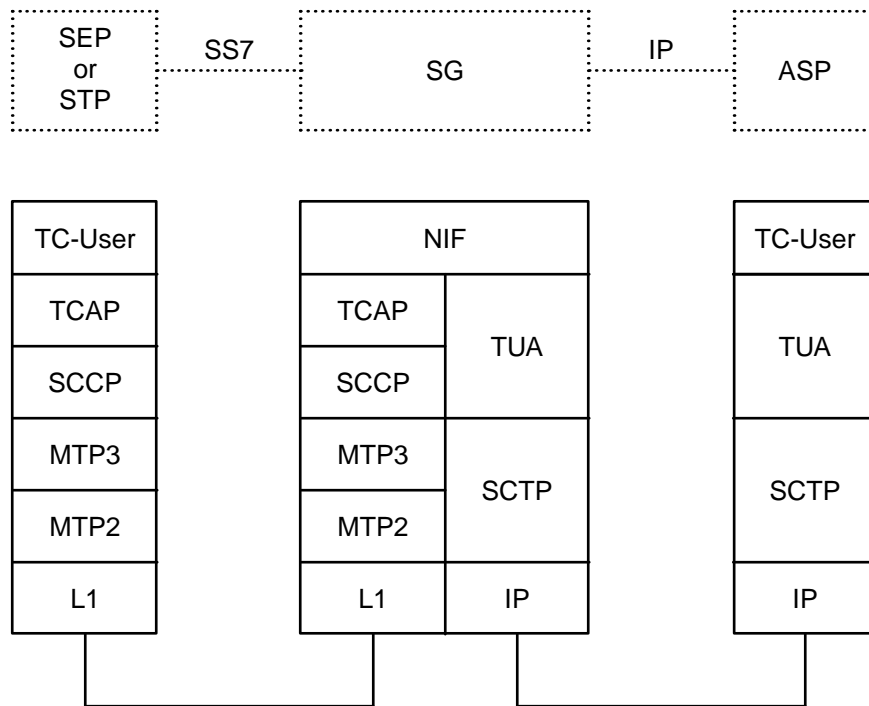 SEP
or
STP
SS7
SG
IP
ASP
TC-User
TCAP
SCCP
MTP3
MTP2
L1
NIF
TCAP
SCCP
MTP3
MTP2
L1
TUA
SCTP
IP
TC-User
TUA
SCTP
IP